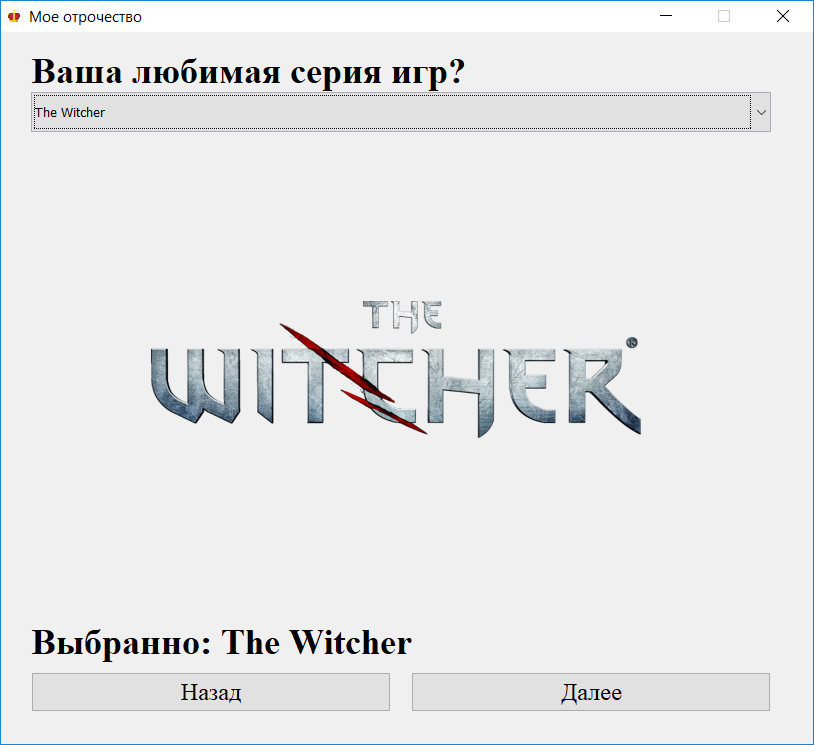 Мое отрочество
Ваша любимая серия игр?
The Witcher
THE
WITCHER®
Выбранно: The Witcher
Назад
Далее